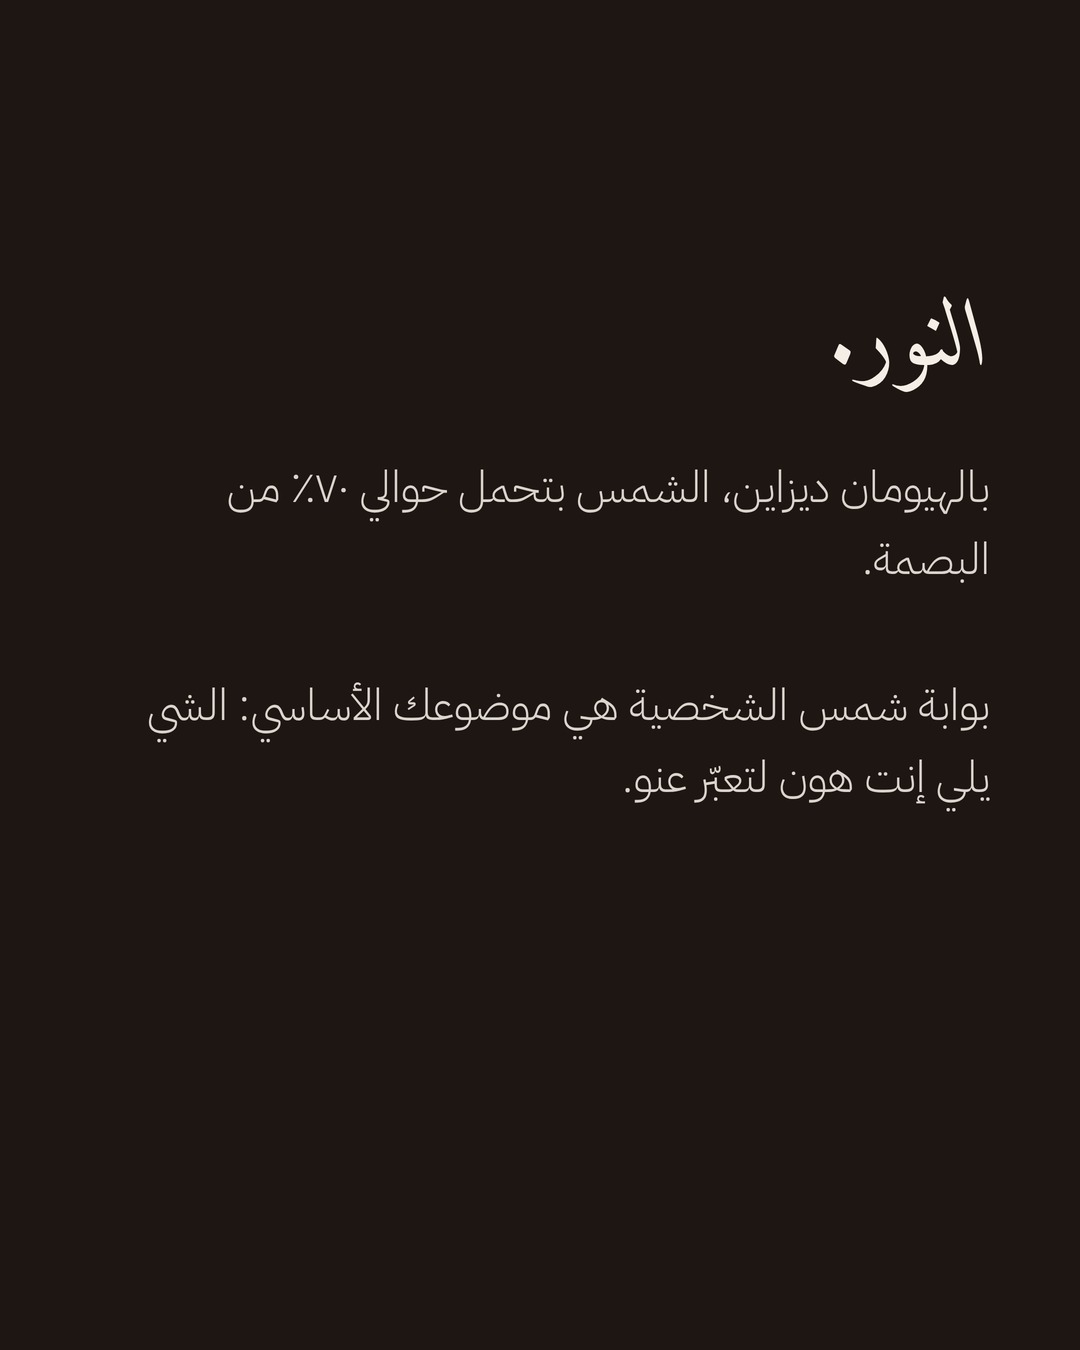 النور.
بالهيومان ديزاين، الشمس بتحمل حوالي ٧٠٪ من
البصمة.
بوابة شمس الشخصية هي موضوعك الأساسي: الشي
يلي إنت هون لتعبّر عنو.